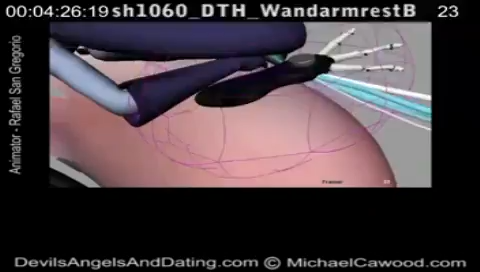 00:04:26:19 sh1060_DTH_WandarmrestB 23
Animator - Rafael San Gregorio
DevilsAngelsAndDating.com © MichaelCawood.com